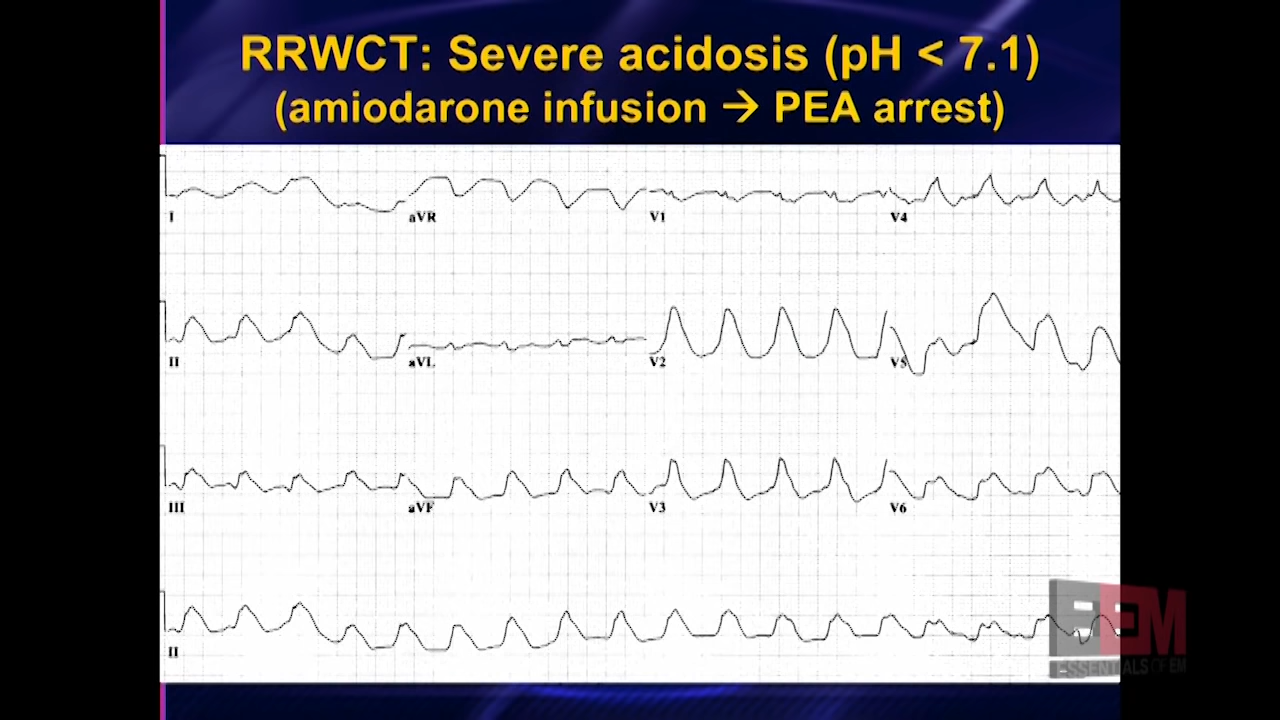 RRWCT: Severe acidosis (pH < 7.1)
(amiodarone infusion → PEA arrest)
I aVR V1 V4
II aVL V2 V5
III aVF V3 V6
II
EEM
ESSENTIALS OF EM